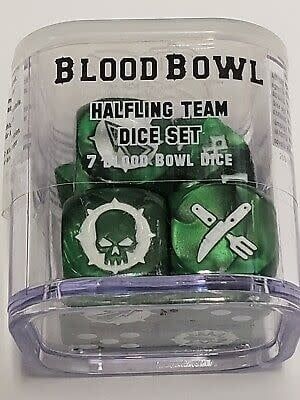 BLOOD BOWL
HALFLING TEAM
DICE SET
7 BLOOD BOWL DICE